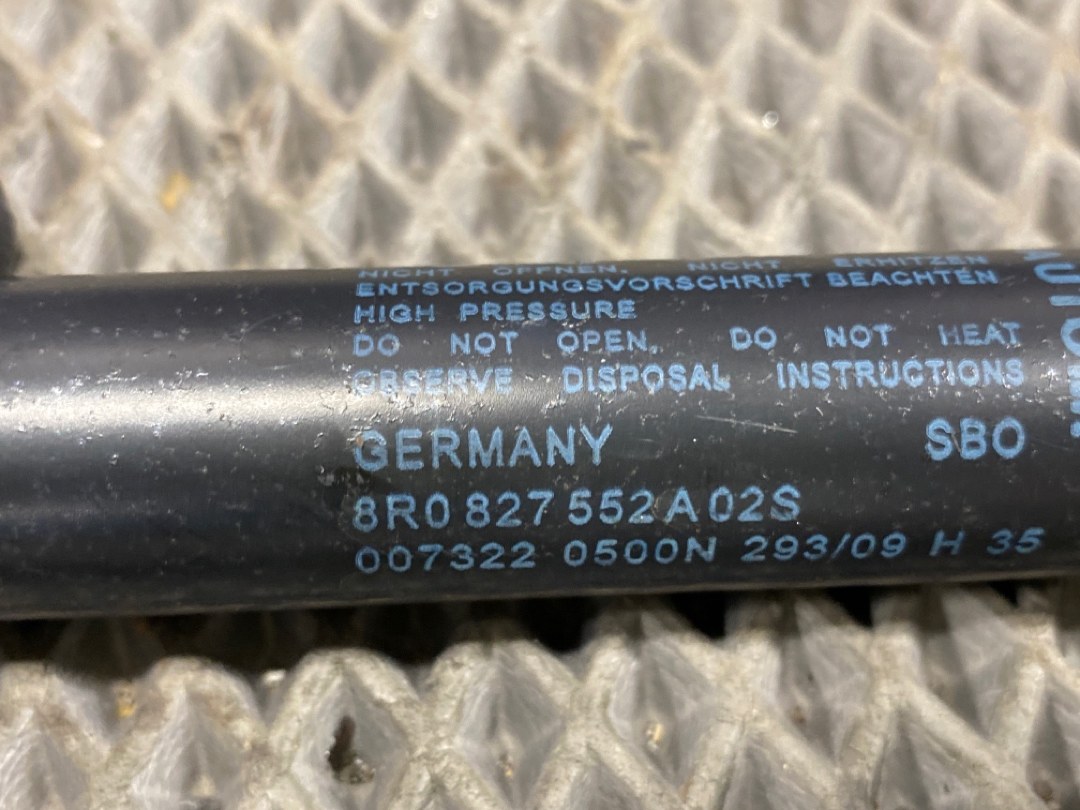 NICHT OFFNEN. NICHT ERHITZEN
ENTSORGUNGSVORSCHRIFT BEACHTEN
HIGH PRESSURE
DO NOT OPEN. DO NOT HEAT
OBSERVE DISPOSAL INSTRUCTIONS
GERMANY SBO
8R0 827 552 A 02S
007322 0500N 293/09 H 35